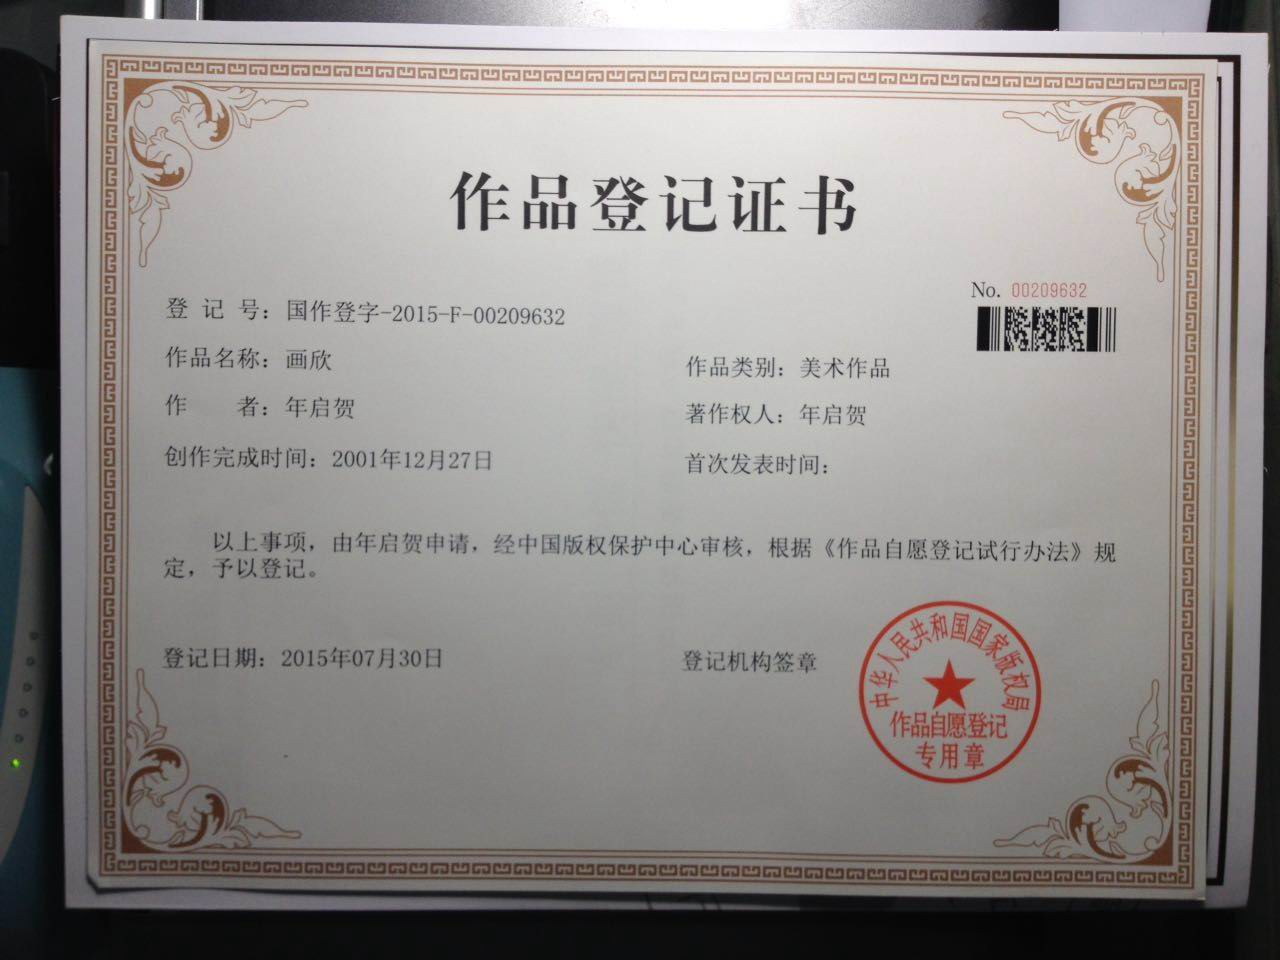 作品登记证书
No. 00209632
登 记 号：国作登字-2015-F-00209632
作品名称：画欣
作品类别：美术作品
作　　者：年启贺
著作权人：年启贺
创作完成时间：2001年12月27日
首次发表时间：
以上事项，由年启贺申请，经中国版权保护中心审核，根据《作品自愿登记试行办法》规
定，予以登记。
登记日期：2015年07月30日
登记机构签章
中华人民共和国国家版权局
作品自愿登记
专用章